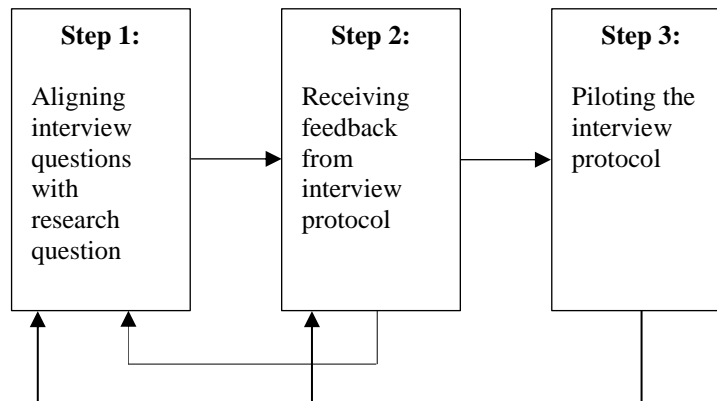 Step 1:
Aligning
interview
questions
with
research
question
Step 2:
Receiving
feedback
from
interview
protocol
Step 3:
Piloting the
interview
protocol